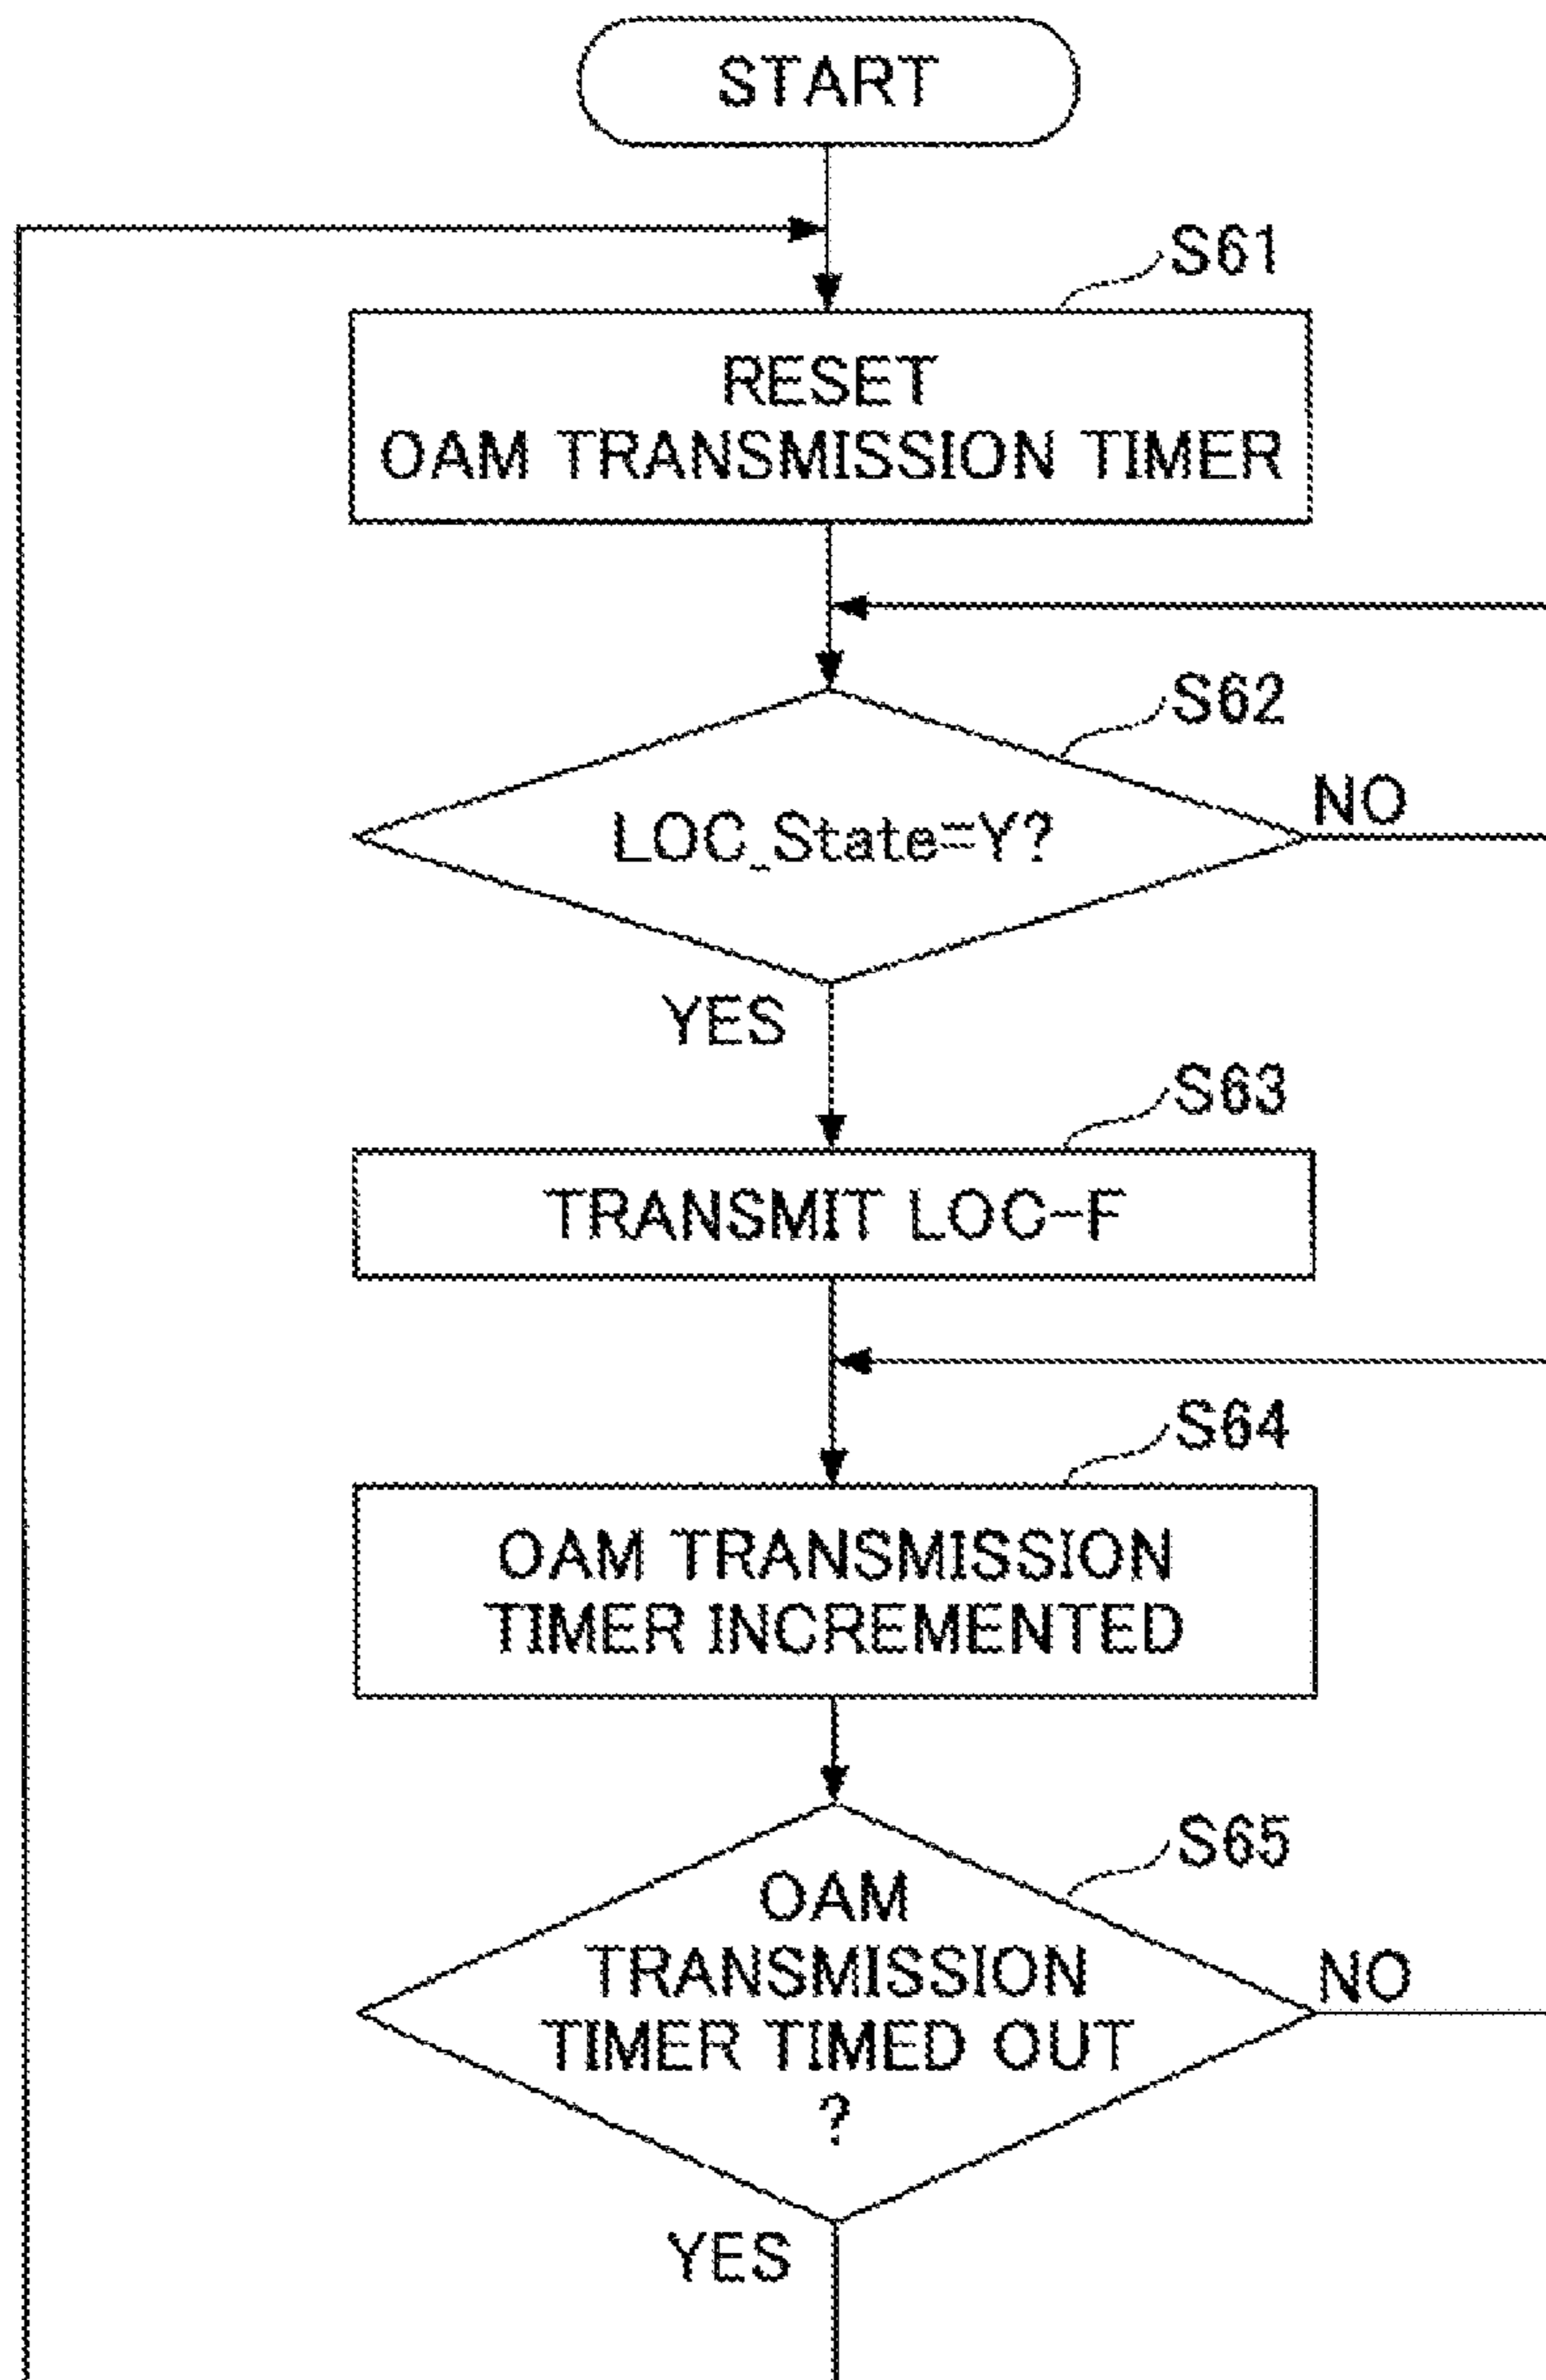 START
S61
RESET
OAM TRANSMISSION TIMER
S62
LOC_State=Y?
NO
YES
S63
TRANSMIT LOC-F
S64
OAM TRANSMISSION
TIMER INCREMENTED
S65
OAM
TRANSMISSION
TIMER TIMED OUT
?
NO
YES